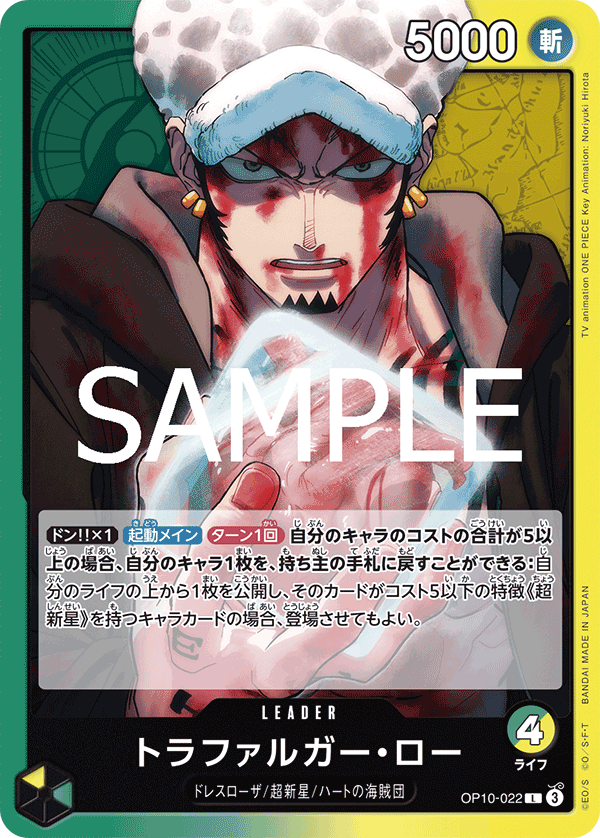 5000 斬
TV animation ONE PIECE Key Animation: Noriyuki Hirota
SAMPLE
ドン!!×1 起動メイン ターン1回 自分のキャラのコストの合計が5以
上の場合、自分のキャラ1枚を、持ち主の手札に戻すことができる:自
分のライフの上から1枚を公開し、そのカードがコスト5以下の特徴《超
新星》を持つキャラカードの場合、登場させてもよい。
LEADER
トラファルガー・ロー
4
ライフ
ドレスローザ/超新星/ハートの海賊団
OP10-022 L 3
©E.O/S. ©O/S・F・T BANDAI MADE IN JAPAN